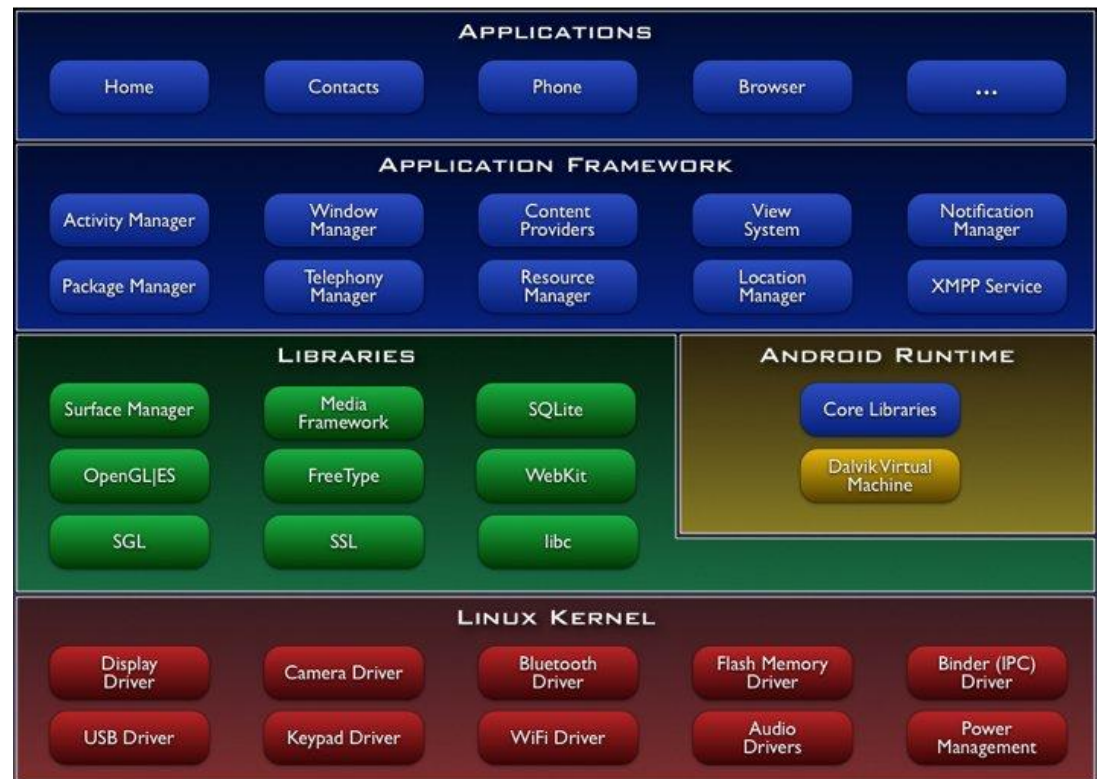 APPLICATIONS
Home
Contacts
Phone
Browser
...
APPLICATION FRAMEWORK
Activity Manager
Window
Manager
Content
Providers
View
System
Notification
Manager
Package Manager
Telephony
Manager
Resource
Manager
Location
Manager
XMPP Service
LIBRARIES
Surface Manager
Media
Framework
SQLite
OpenGL|ES
FreeType
WebKit
SGL
SSL
libc
ANDROID RUNTIME
Core Libraries
Dalvik Virtual
Machine
LINUX KERNEL
Display
Driver
Camera Driver
Bluetooth
Driver
Flash Memory
Driver
Binder (IPC)
Driver
USB Driver
Keypad Driver
WiFi Driver
Audio
Drivers
Power
Management